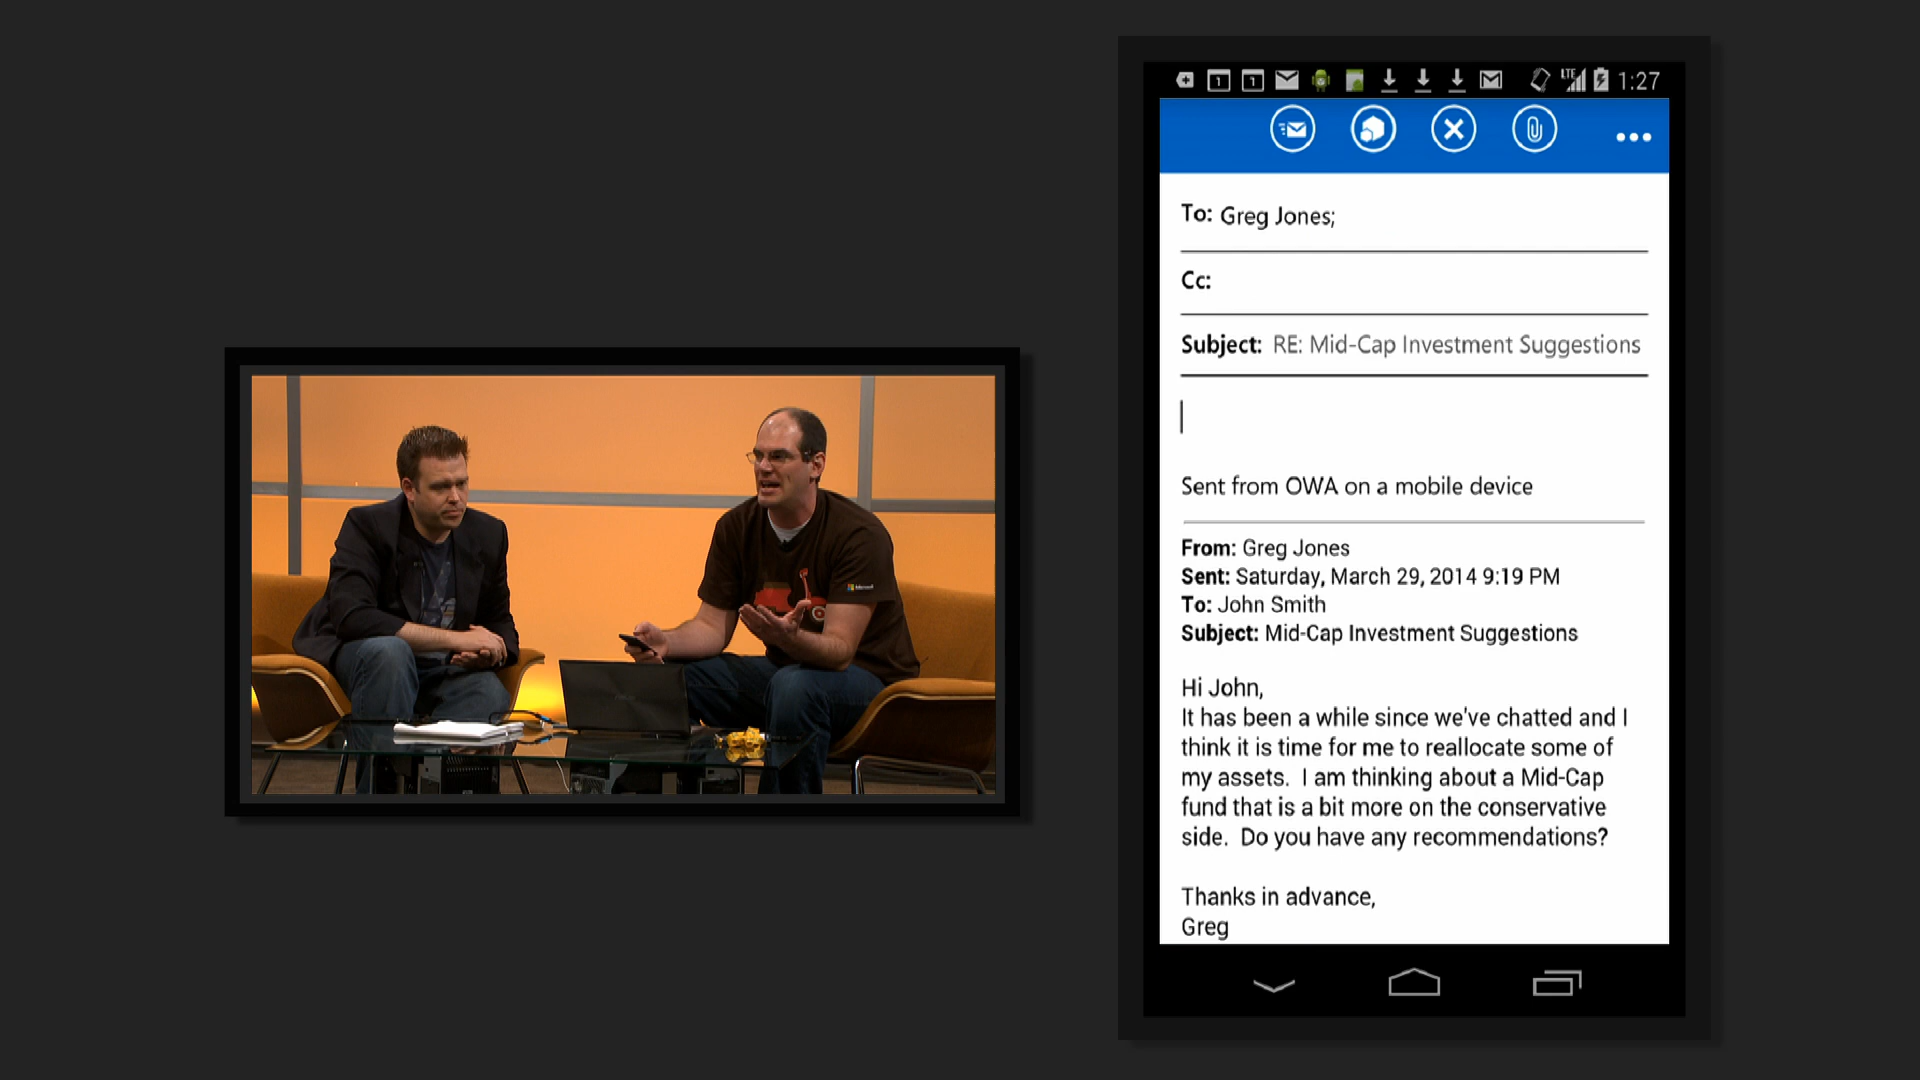 LTE 1:27
To: Greg Jones;
Cc:
Subject: RE: Mid-Cap Investment Suggestions
Sent from OWA on a mobile device
From: Greg Jones
Sent: Saturday, March 29, 2014 9:19 PM
To: John Smith
Subject: Mid-Cap Investment Suggestions
Hi John,
It has been a while since we've chatted and I
think it is time for me to reallocate some of
my assets.  I am thinking about a Mid-Cap
fund that is a bit more on the conservative
side.  Do you have any recommendations?
Thanks in advance,
Greg
Microsoft